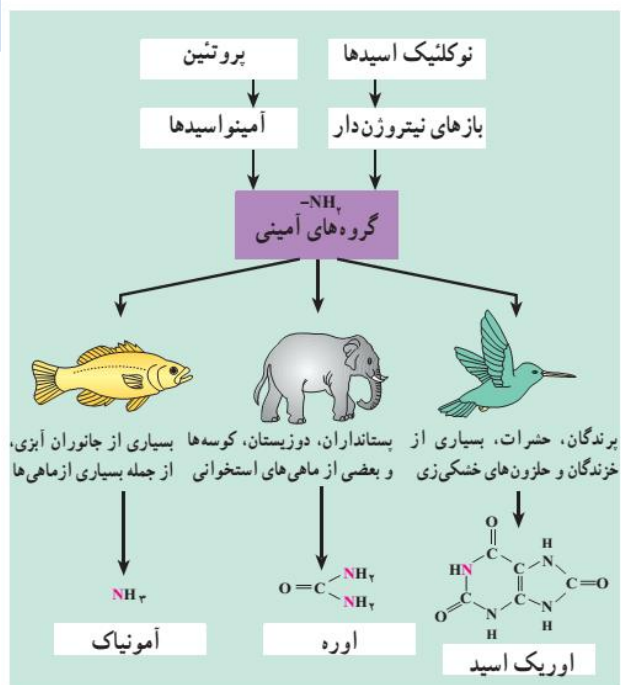 نوکلئیک اسیدها
پروتئین
بازهای نیتروژن‌دار
آمینواسیدها
–NH۲
گروه‌های آمینی
پرندگان، حشرات، بسیاری از
خزندگان و حلزون‌های خشکی‌زی
پستانداران، دوزیستان، کوسه‌ها
و بعضی از ماهی‌های استخوانی
بسیاری از جانوران آبزی،
از جمله بسیاری ازماهی‌ها
O
H
HN
C
N
C
C
O
C
C
O
N
N
H
H
اوریک اسید
NH۲
O=C
NH۲
اوره
NH۳
آمونیاک